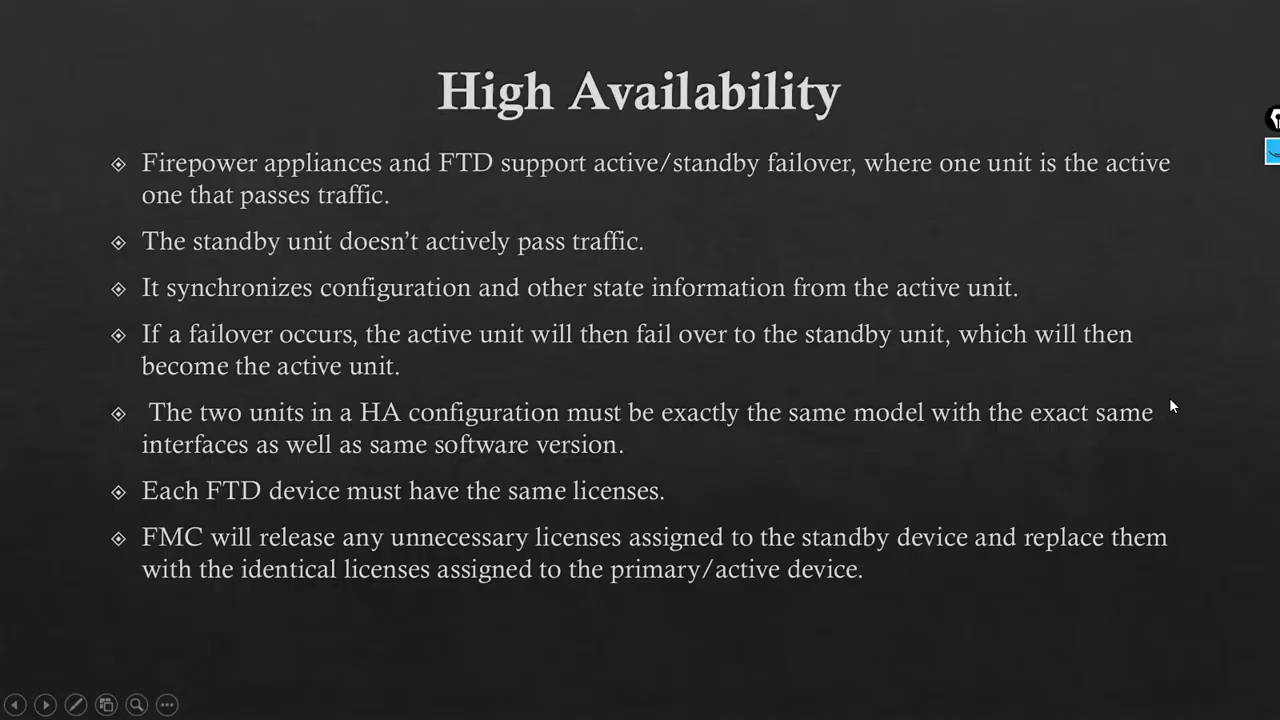 High Availability
Firepower appliances and FTD support active/standby failover, where one unit is the active
one that passes traffic.
The standby unit doesn’t actively pass traffic.
It synchronizes configuration and other state information from the active unit.
If a failover occurs, the active unit will then fail over to the standby unit, which will then
become the active unit.
The two units in a HA configuration must be exactly the same model with the exact same
interfaces as well as same software version.
Each FTD device must have the same licenses.
FMC will release any unnecessary licenses assigned to the standby device and replace them
with the identical licenses assigned to the primary/active device.